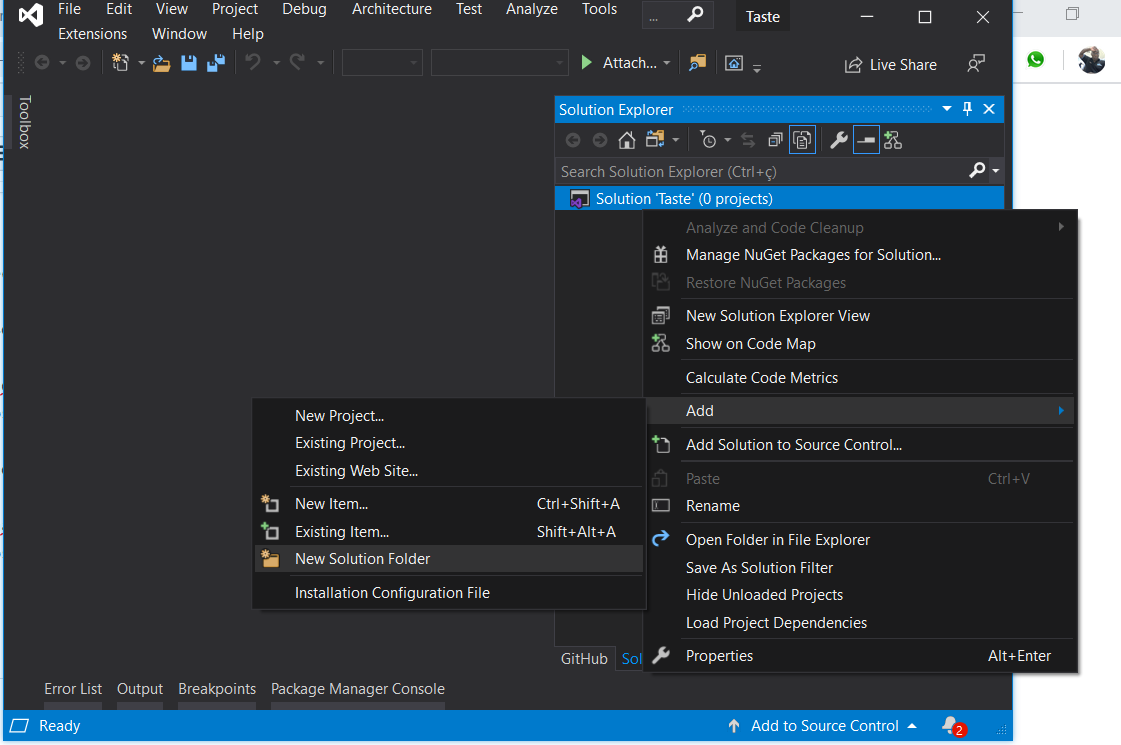 File Edit View Project Debug Architecture Test Analyze Tools ... Taste
Extensions Window Help
Attach... Live Share
Toolbox
Solution Explorer
Search Solution Explorer (Ctrl+ç)
Solution 'Taste' (0 projects)
Analyze and Code Cleanup
Manage NuGet Packages for Solution...
Restore NuGet Packages
New Solution Explorer View
Show on Code Map
Calculate Code Metrics
Add
Add Solution to Source Control...
Paste Ctrl+V
Rename
Open Folder in File Explorer
Save As Solution Filter
Hide Unloaded Projects
Load Project Dependencies
Properties Alt+Enter
New Project...
Existing Project...
Existing Web Site...
New Item... Ctrl+Shift+A
Existing Item... Shift+Alt+A
New Solution Folder
Installation Configuration File
GitHub Sol
Error List Output Breakpoints Package Manager Console
Ready Add to Source Control 2